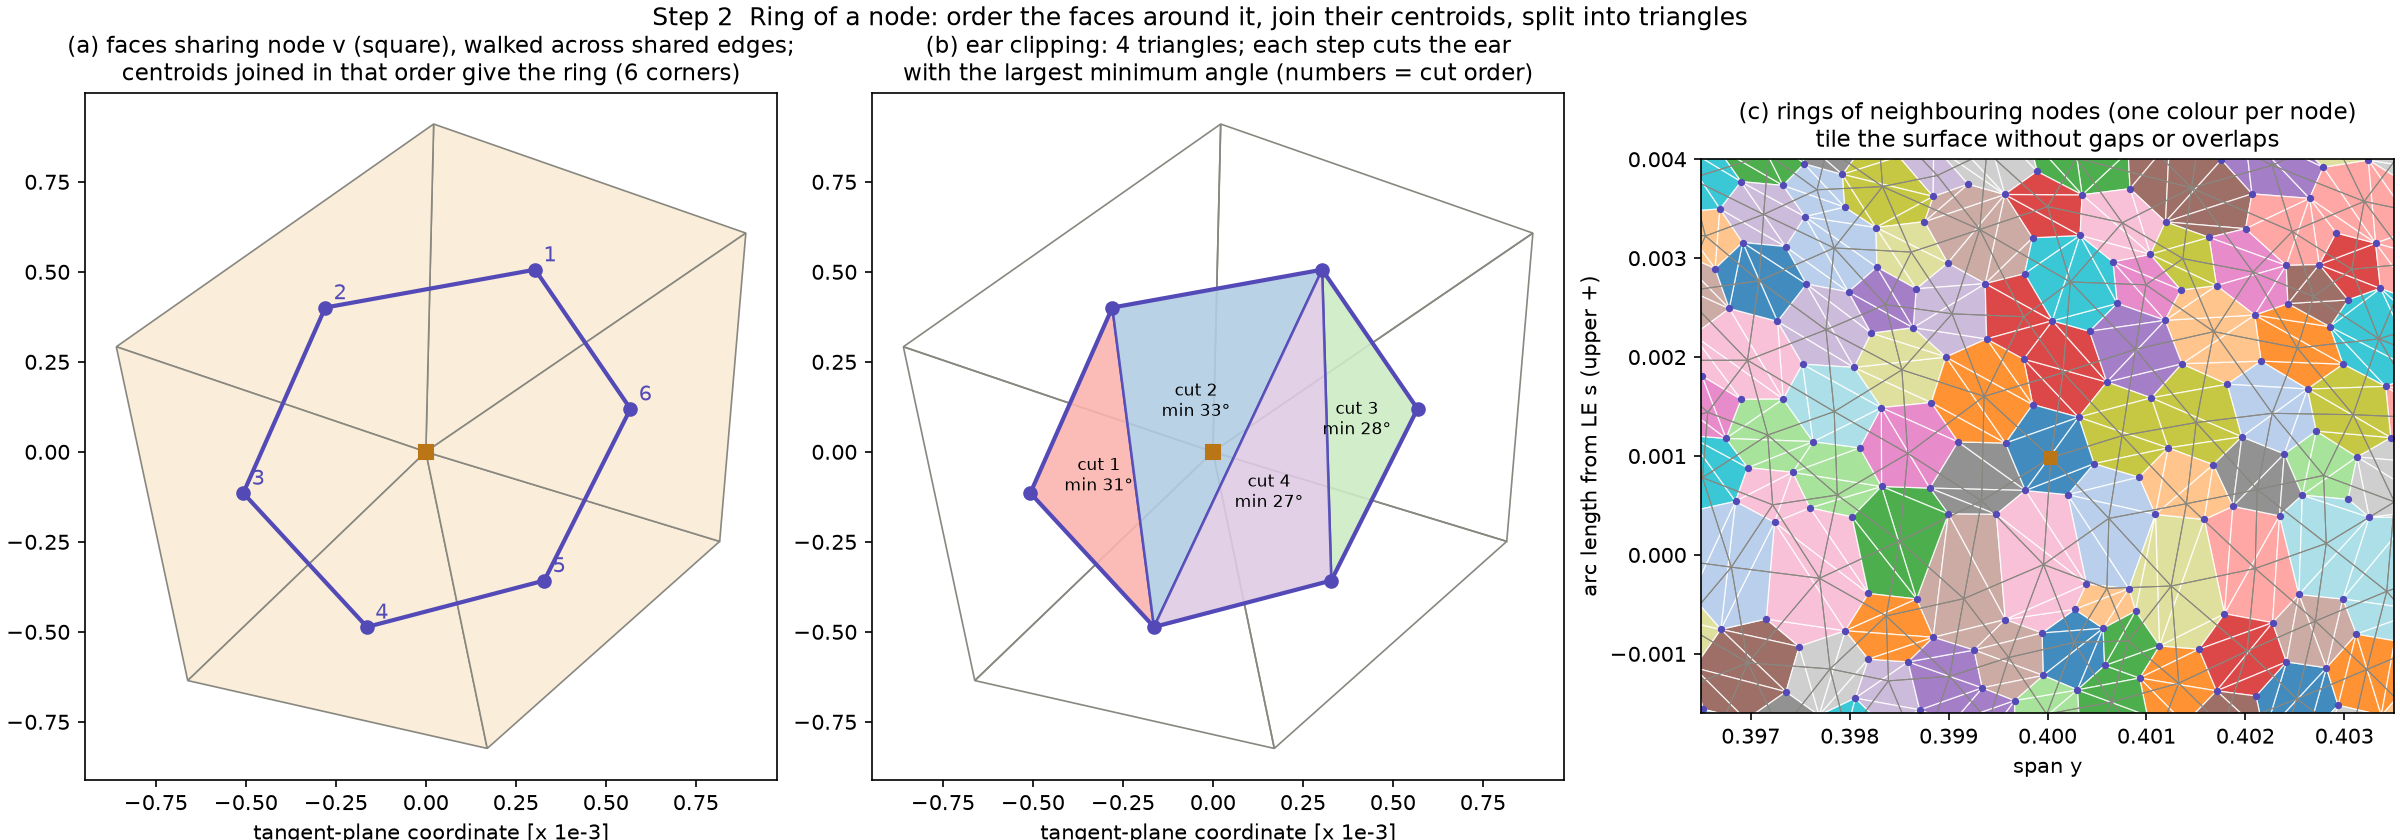 Step 2  Ring of a node: order the faces around it, join their centroids, split into triangles
(a) faces sharing node v (square), walked across shared edges;
centroids joined in that order give the ring (6 corners)
0.75
0.50
0.25
0.00
−0.25
−0.50
−0.75
1
2
3
4
5
6
−0.75
−0.50
−0.25
0.00
0.25
0.50
0.75
tangent-plane coordinate [x 1e-3]
(b) ear clipping: 4 triangles; each step cuts the ear
with the largest minimum angle (numbers = cut order)
0.75
0.50
0.25
0.00
−0.25
−0.50
−0.75
cut 1
min 31°
cut 2
min 33°
cut 3
min 28°
cut 4
min 27°
−0.75
−0.50
−0.25
0.00
0.25
0.50
0.75
tangent-plane coordinate [x 1e-3]
(c) rings of neighbouring nodes (one colour per node)
tile the surface without gaps or overlaps
arc length from LE s (upper +)
0.004
0.003
0.002
0.001
0.000
−0.001
0.397
0.398
0.399
0.400
0.401
0.402
0.403
span y